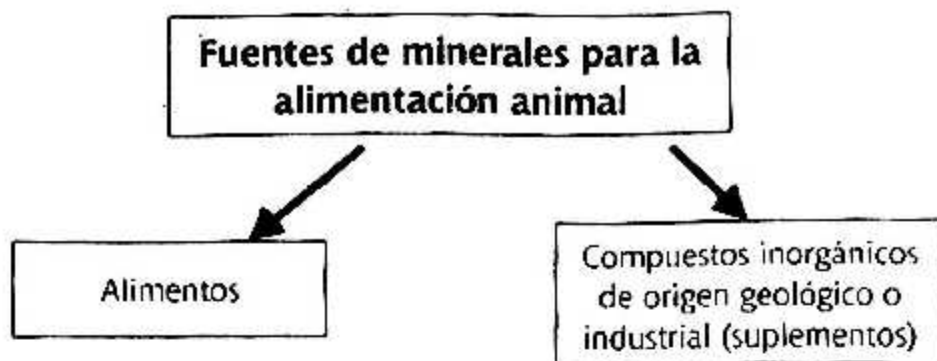 Fuentes de minerales para la
alimentación animal
Alimentos
Compuestos inorgánicos
de origen geológico o
industrial (suplementos)